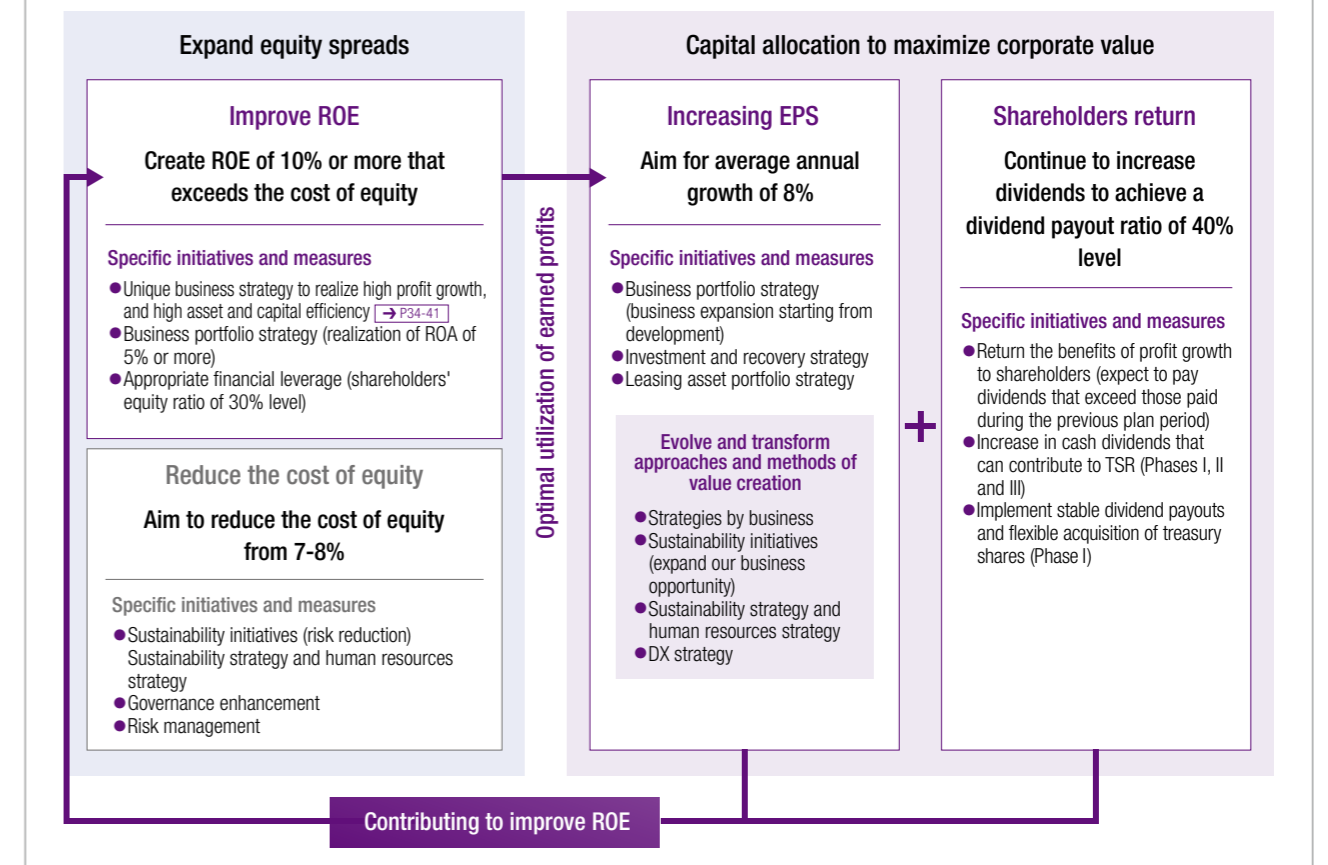 Expand equity spreads
Improve ROE
Create ROE of 10% or more that
exceeds the cost of equity
Specific initiatives and measures
●Unique business strategy to realize high profit growth,
and high asset and capital efficiency ➔ P34-41
●Business portfolio strategy (realization of ROA of
5% or more)
●Appropriate financial leverage (shareholders'
equity ratio of 30% level)
Reduce the cost of equity
Aim to reduce the cost of equity
from 7-8%
Specific initiatives and measures
●Sustainability initiatives (risk reduction)
Sustainability strategy and human resources
strategy
●Governance enhancement
●Risk management
Optimal utilization of earned profits
Capital allocation to maximize corporate value
Increasing EPS
Aim for average annual
growth of 8%
Specific initiatives and measures
●Business portfolio strategy
(business expansion starting from
development)
●Investment and recovery strategy
●Leasing asset portfolio strategy
Evolve and transform
approaches and methods of
value creation
●Strategies by business
●Sustainability initiatives
(expand our business
opportunity)
●Sustainability strategy and
human resources strategy
●DX strategy
+
Shareholders return
Continue to increase
dividends to achieve a
dividend payout ratio of 40%
level
Specific initiatives and measures
●Return the benefits of profit growth
to shareholders (expect to pay
dividends that exceed those paid
during the previous plan period)
●Increase in cash dividends that
can contribute to TSR (Phases I, II
and III)
●Implement stable dividend payouts
and flexible acquisition of treasury
shares (Phase I)
Contributing to improve ROE